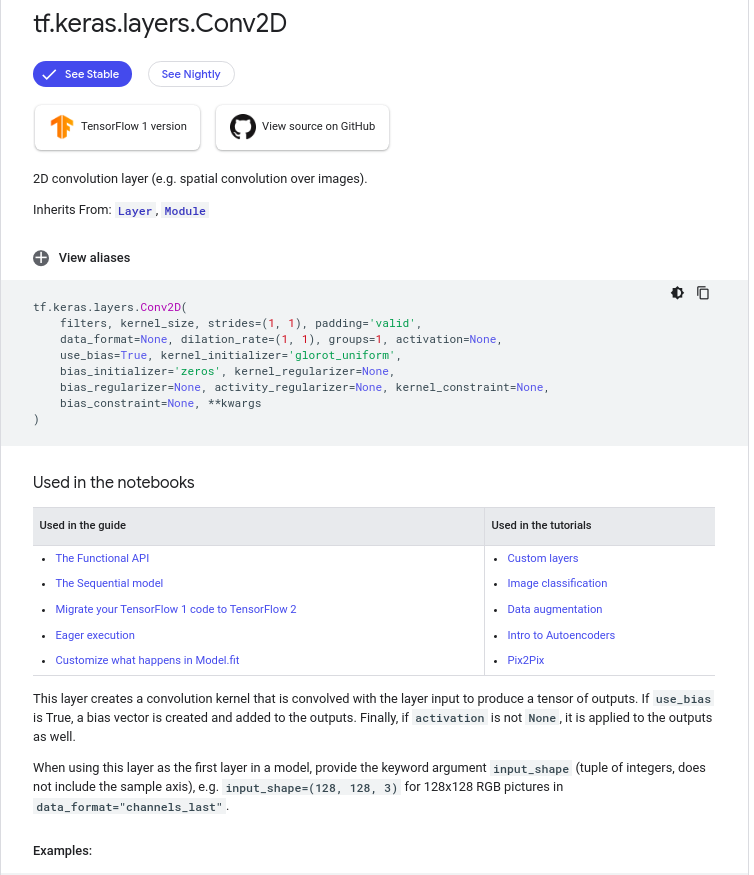 tf.keras.layers.Conv2D
See Stable
See Nightly
TensorFlow 1 version
View source on GitHub
2D convolution layer (e.g. spatial convolution over images).
Inherits From: Layer, Module
View aliases
tf.keras.layers.Conv2D(
    filters, kernel_size, strides=(1, 1), padding='valid',
    data_format=None, dilation_rate=(1, 1), groups=1, activation=None,
    use_bias=True, kernel_initializer='glorot_uniform',
    bias_initializer='zeros', kernel_regularizer=None,
    bias_regularizer=None, activity_regularizer=None, kernel_constraint=None,
    bias_constraint=None, **kwargs
)
Used in the notebooks
Used in the guide
Used in the tutorials
• The Functional API
• Custom layers
• The Sequential model
• Image classification
• Migrate your TensorFlow 1 code to TensorFlow 2
• Data augmentation
• Eager execution
• Intro to Autoencoders
• Customize what happens in Model.fit
• Pix2Pix
This layer creates a convolution kernel that is convolved with the layer input to produce a tensor of outputs. If use_bias
is True, a bias vector is created and added to the outputs. Finally, if activation is not None, it is applied to the outputs
as well.
When using this layer as the first layer in a model, provide the keyword argument input_shape (tuple of integers, does
not include the sample axis), e.g. input_shape=(128, 128, 3) for 128x128 RGB pictures in
data_format="channels_last".
Examples: